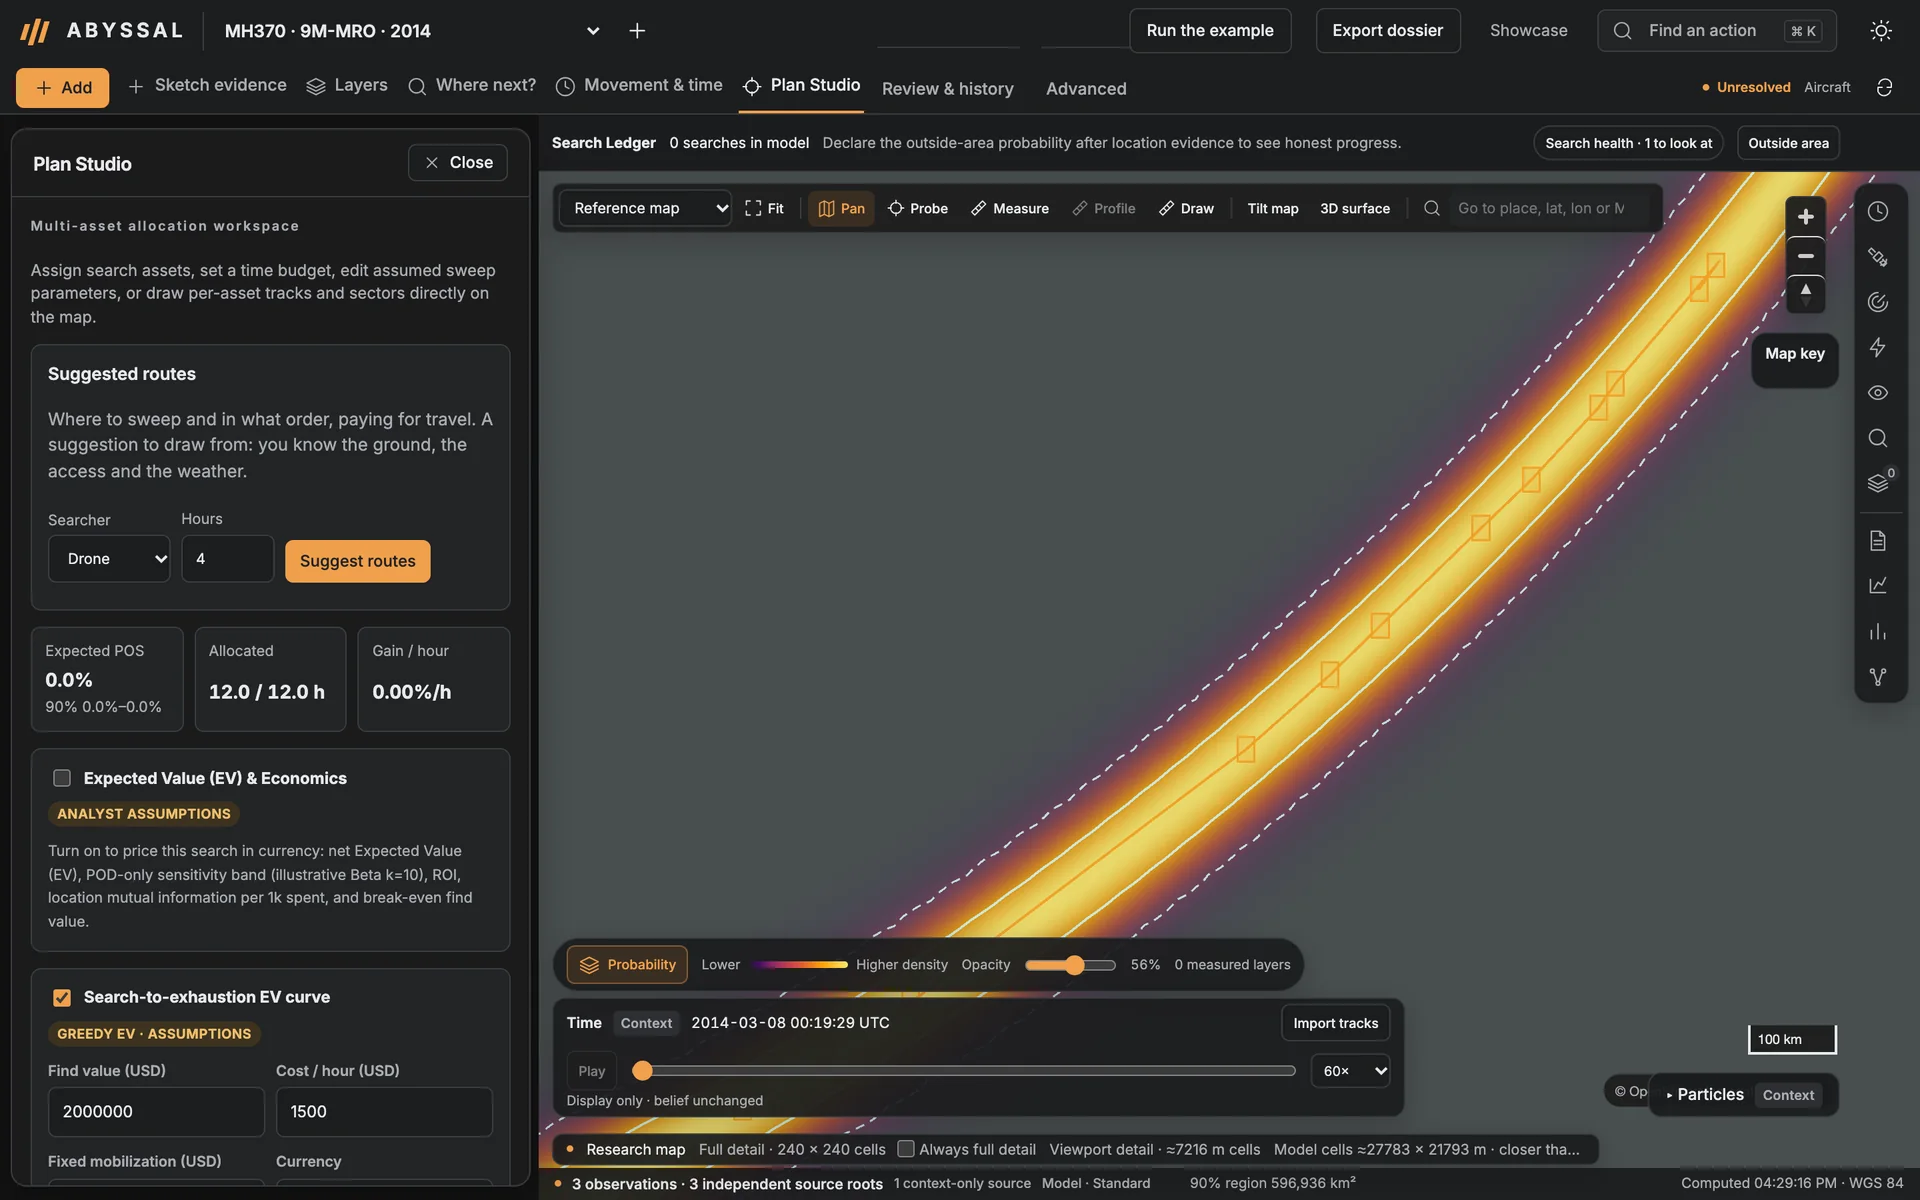 ABYSSAL
MH370 · 9M-MRO · 2014
Run the example
Export dossier
Showcase
Find an action
⌘ K
+ Add
Sketch evidence
Layers
Where next?
Movement & time
Plan Studio
Review & history
Advanced
Unresolved
Aircraft
Plan Studio
Close
Multi-asset allocation workspace
Assign search assets, set a time budget, edit assumed sweep
parameters, or draw per-asset tracks and sectors directly on
the map.
Suggested routes
Where to sweep and in what order, paying for travel. A
suggestion to draw from: you know the ground, the
access and the weather.
Searcher
Hours
Drone
4
Suggest routes
Expected POS
0.0%
90% 0.0%–0.0%
Allocated
12.0 / 12.0 h
Gain / hour
0.00%/h
Expected Value (EV) & Economics
ANALYST ASSUMPTIONS
Turn on to price this search in currency: net Expected Value
(EV), POD-only sensitivity band (illustrative Beta k=10), ROI,
location mutual information per 1k spent, and break-even find
value.
Search-to-exhaustion EV curve
GREEDY EV · ASSUMPTIONS
Find value (USD)
Cost / hour (USD)
2000000
1500
Fixed mobilization (USD)
Currency
Search Ledger
0 searches in model
Declare the outside-area probability after location evidence to see honest progress.
Search health · 1 to look at
Outside area
Reference map
Fit
Pan
Probe
Measure
Profile
Draw
Tilt map
3D surface
Go to place, lat, lon or M
Map key
0
Probability
Lower
Higher density
Opacity
56%
0 measured layers
Time
Context
2014-03-08 00:19:29 UTC
Import tracks
Play
60×
Display only · belief unchanged
100 km
© Op
Particles
Context
Research map
Full detail · 240 × 240 cells
Always full detail
Viewport detail · ≈7216 m cells
Model cells ≈27783 × 21793 m · closer tha...
3 observations · 3 independent source roots
1 context-only source
Model · Standard
90% region 596,936 km²
Computed 04:29:16 PM · WGS 84